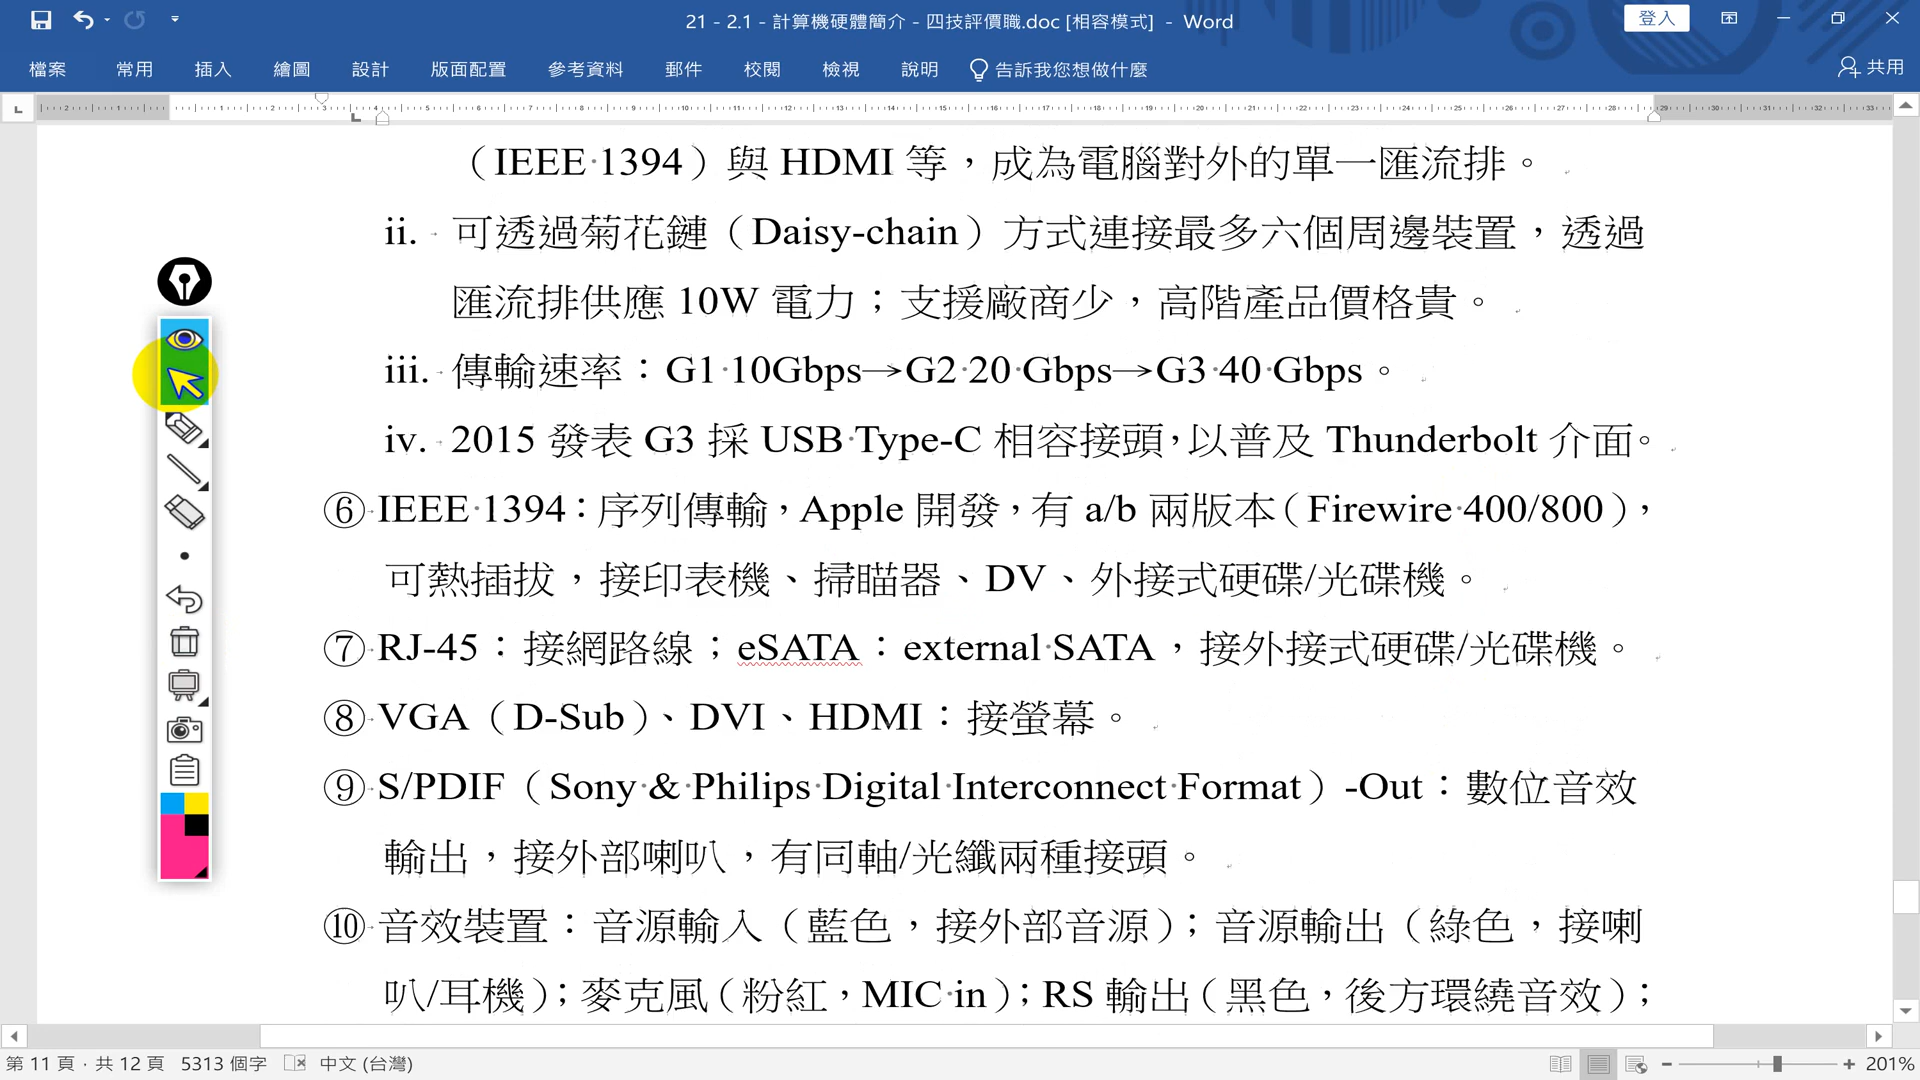 21 - 2.1 - 計算機硬體簡介 - 四技評價職.doc [相容模式] - Word
登入
檔案 常用 插入 繪圖 設計 版面配置 參考資料 郵件 校閱 檢視 說明 告訴我您想做什麼 共用
（IEEE 1394）與 HDMI 等，成為電腦對外的單一匯流排。
ii. 可透過菊花鏈（Daisy-chain）方式連接最多六個周邊裝置，透過
匯流排供應 10W 電力；支援廠商少，高階產品價格貴。
iii. 傳輸速率：G1 10Gbps→G2 20 Gbps→G3 40 Gbps。
iv. 2015 發表 G3 採 USB Type-C 相容接頭，以普及 Thunderbolt 介面。
⑥ IEEE 1394：序列傳輸，Apple 開發，有 a/b 兩版本（Firewire 400/800），
可熱插拔，接印表機、掃瞄器、DV、外接式硬碟/光碟機。
⑦ RJ-45：接網路線；eSATA：external SATA，接外接式硬碟/光碟機。
⑧ VGA（D-Sub）、DVI、HDMI：接螢幕。
⑨ S/PDIF（Sony & Philips Digital Interconnect Format）-Out：數位音效
輸出，接外部喇叭，有同軸/光纖兩種接頭。
⑩ 音效裝置：音源輸入（藍色，接外部音源）；音源輸出（綠色，接喇
叭/耳機）；麥克風（粉紅，MIC in）；RS 輸出（黑色，後方環繞音效）；
第 11 頁，共 12 頁 5313 個字 中文 (台灣) 201%